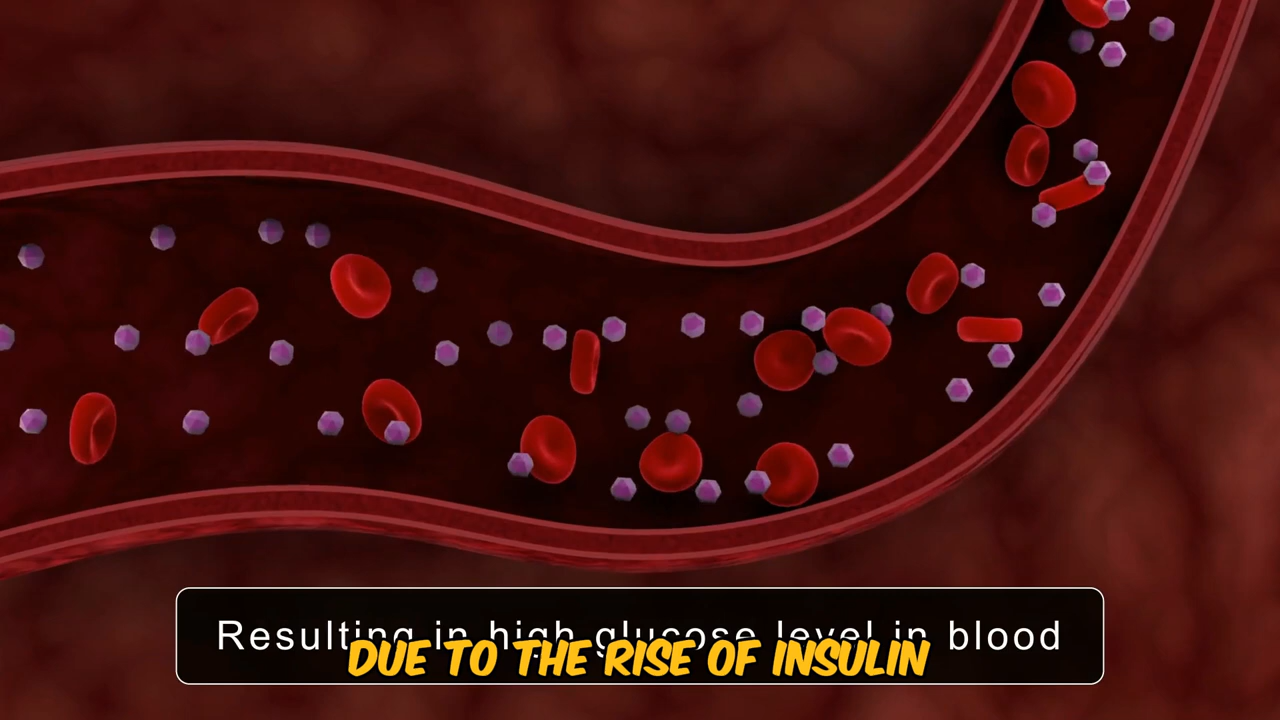 Resulting in high glucose level in blood
DUE TO THE RISE OF INSULIN